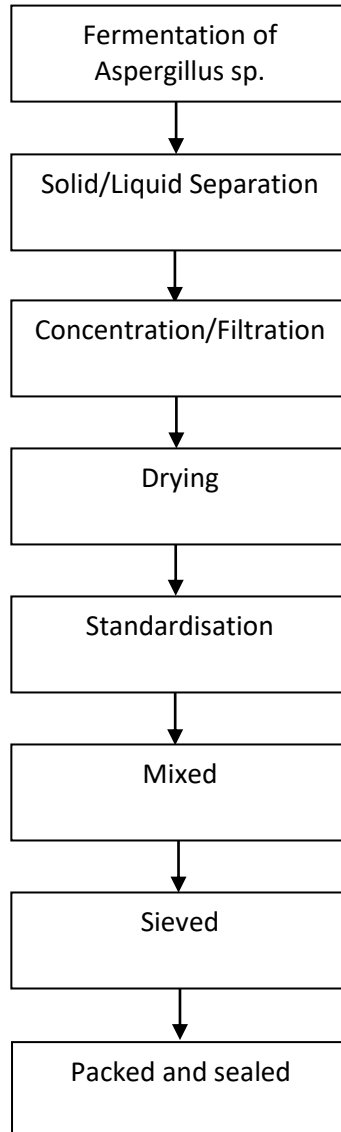 Fermentation of
Aspergillus sp.
Solid/Liquid Separation
Concentration/Filtration
Drying
Standardisation
Mixed
Sieved
Packed and sealed